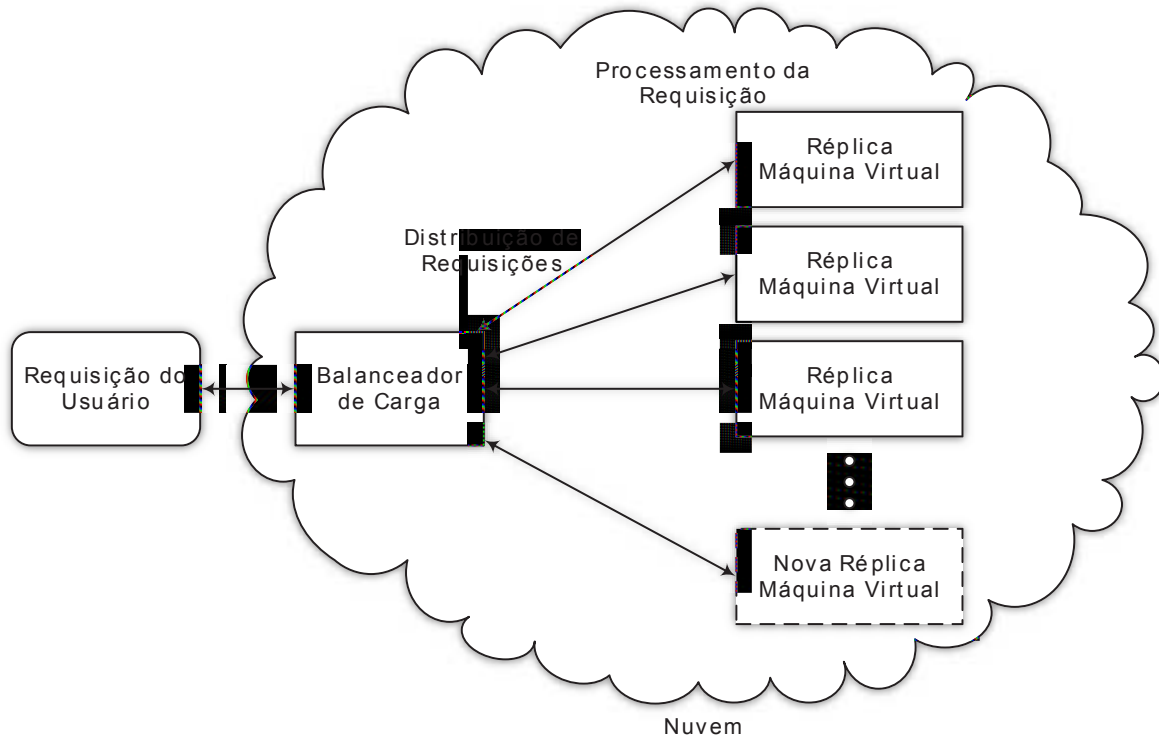 Processamento da
Requisição
Réplica
Máquina Virtual
Distribuição de
Requisições
Réplica
Máquina Virtual
Requisição do
Usuário
Balanceador
de Carga
Réplica
Máquina Virtual
Nova Réplica
Máquina Virtual
Nuvem